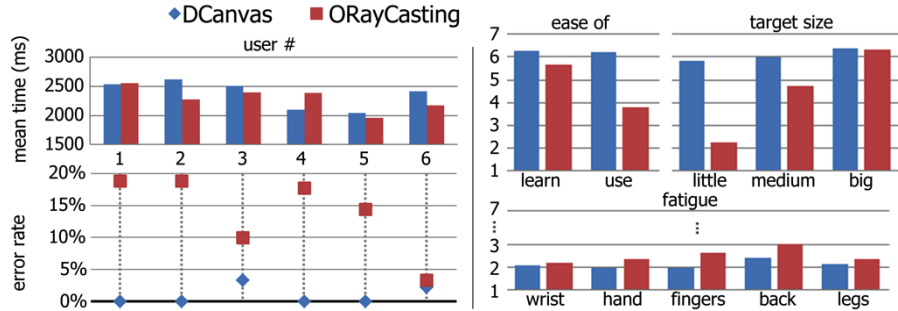 DCanvas ORayCasting
user #
mean time (ms)
3000
2500
2000
1500
1 2 3 4 5 6
error rate
20%
15%
10%
5%
0%
ease of
target size
7
6
5
4
3
2
1
learn use little medium big
fatigue
7
⋮ ⋮
3
2
1
wrist hand fingers back legs